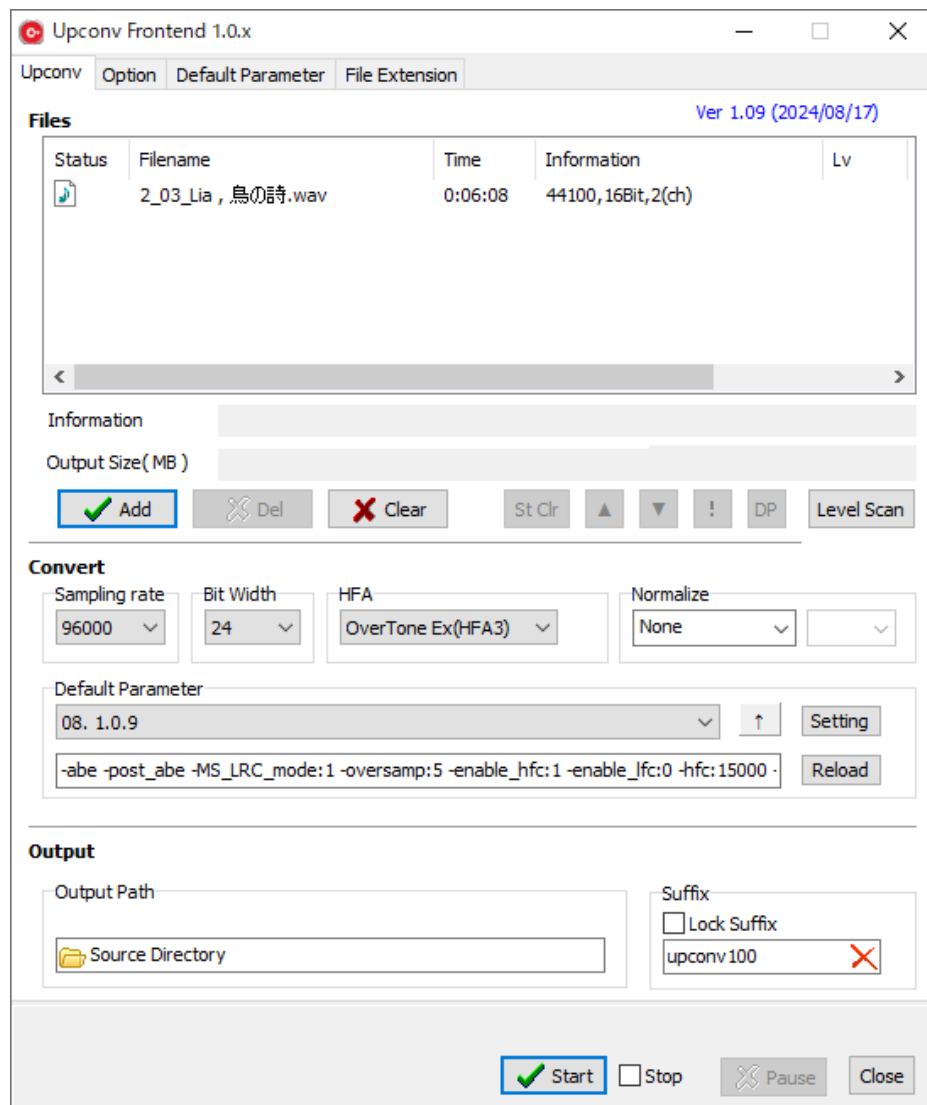 Upconv Frontend 1.0.x
Upconv Option Default Parameter File Extension
Ver 1.09 (2024/08/17)
Files
Status Filename Time Information Lv
2_03_Lia , 鳥の詩.wav 0:06:08 44100,16Bit,2(ch)
Information
Output Size( MB )
Add Del Clear St Clr ▲ ▼ ! DP Level Scan
Convert
Sampling rate Bit Width HFA Normalize
96000 24 OverTone Ex(HFA3) None
Default Parameter
08. 1.0.9 ↑ Setting
-abe -post_abe -MS_LRC_mode:1 -oversamp:5 -enable_hfc:1 -enable_lfc:0 -hfc:15000 - Reload
Output
Output Path Suffix
Lock Suffix
Source Directory upconv100
Start Stop Pause Close